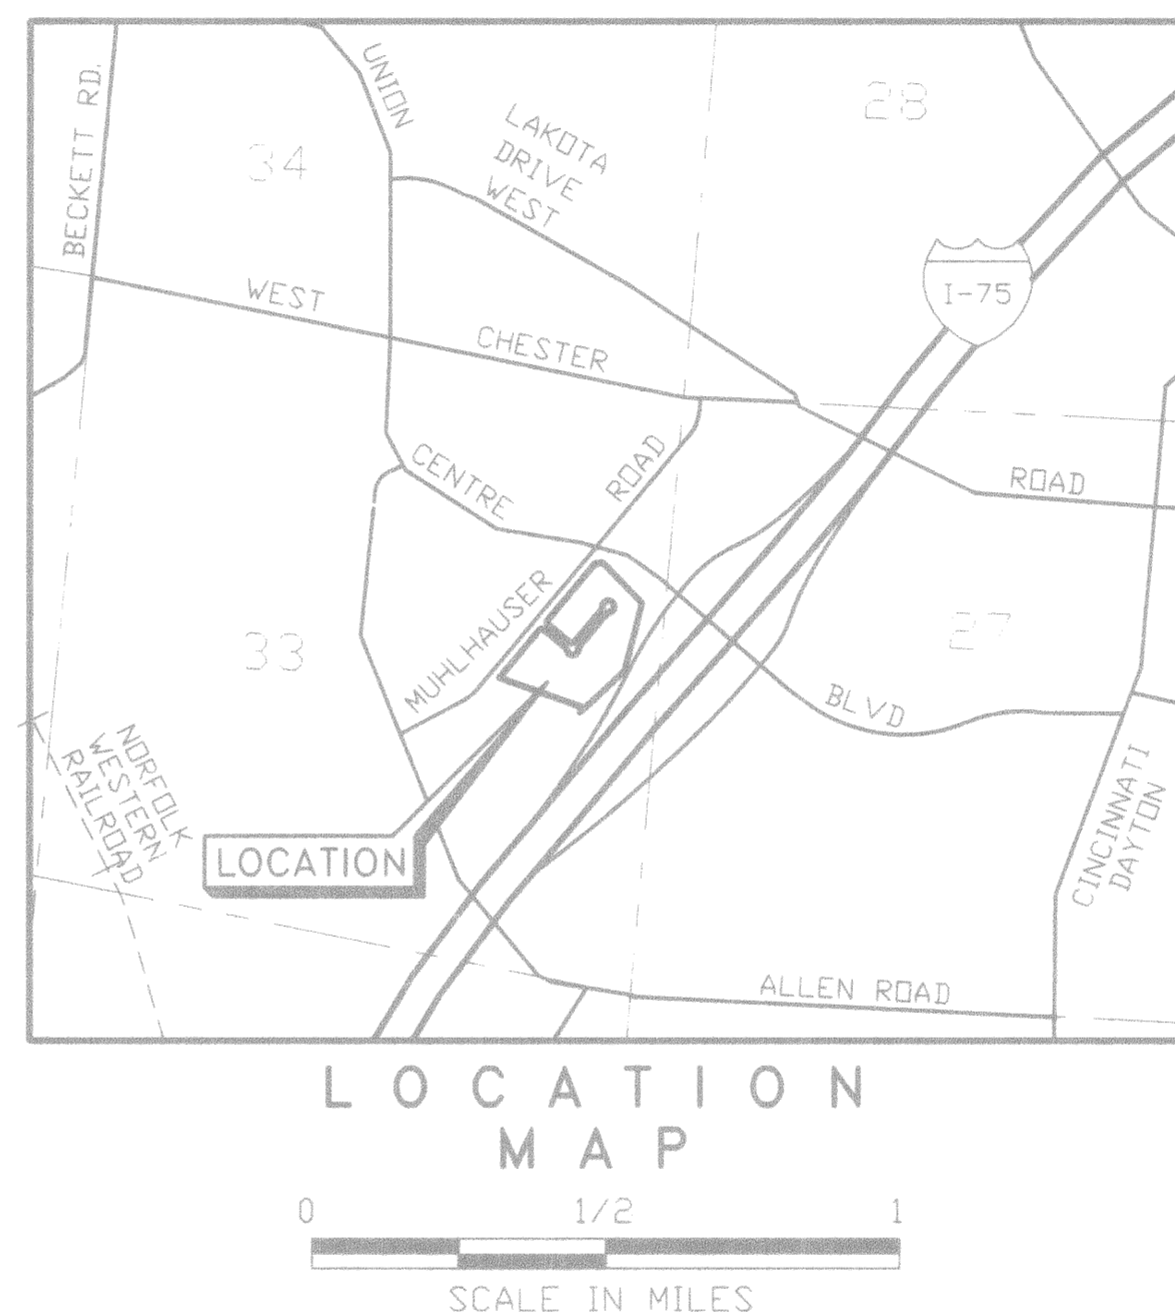 BECKETT RD.
UNION
LAKOTA
DRIVE
WEST
28
34
I-75
WEST
CHESTER
ROAD
CENTRE
ROAD
MUHLHAUSER
27
33
BLVD
NORFOLK
WESTERN
RAILROAD
CINCINNATI
DAYTON
LOCATION
ALLEN ROAD
LOCATION
MAP
0 1/2 1
SCALE IN MILES